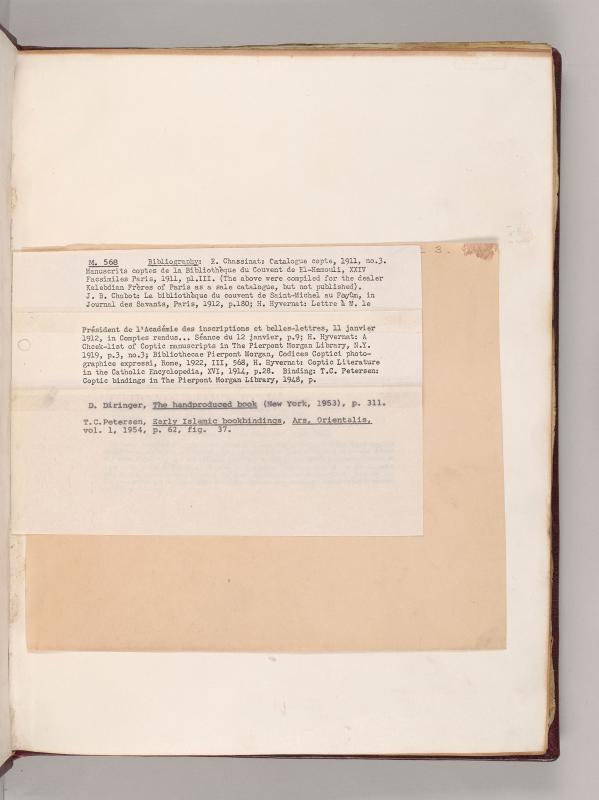 3.
M. 568 Bibliography: E. Chassinat: Catalogue copte, 1911, no.3.
Manuscrits coptes de la Bibliothèque du Couvent de El-Hamouli, XXIV
Facsimiles Paris, 1911, pl.III. (The above were compiled for the dealer
Kalebdian Frères of Paris as a sale catalogue, but not published).
J. B. Chabot: La bibliothèque du couvent de Saint-Michel au Fayûm, in
Journal des Savants, Paris, 1912, p.180; H. Hyvernat: Lettre à M. le
Président de l'Académie des inscriptions et belles-lettres, 11 janvier
1912, in Comptes rendus... Séance du 12 janvier, p.9; H. Hyvernat: A
Check-list of Coptic manuscripts in The Pierpont Morgan Library, N.Y.
1919, p.3, no.3; Bibliothecae Pierpont Morgan, Codices Coptici photo-
graphice expressi, Rome, 1922, III, 568, H. Hyvernat: Coptic Literature
in the Catholic Encyclopedia, XVI, 1914, p.28. Binding: T.C. Petersen:
Coptic bindings in The Pierpont Morgan Library, 1948, p.
D. Diringer, The handproduced book (New York, 1953), p. 311.
T.C.Petersen, Early Islamic bookbindings, Ars. Orientalis,
vol. 1, 1954, p. 62, fig. 37.